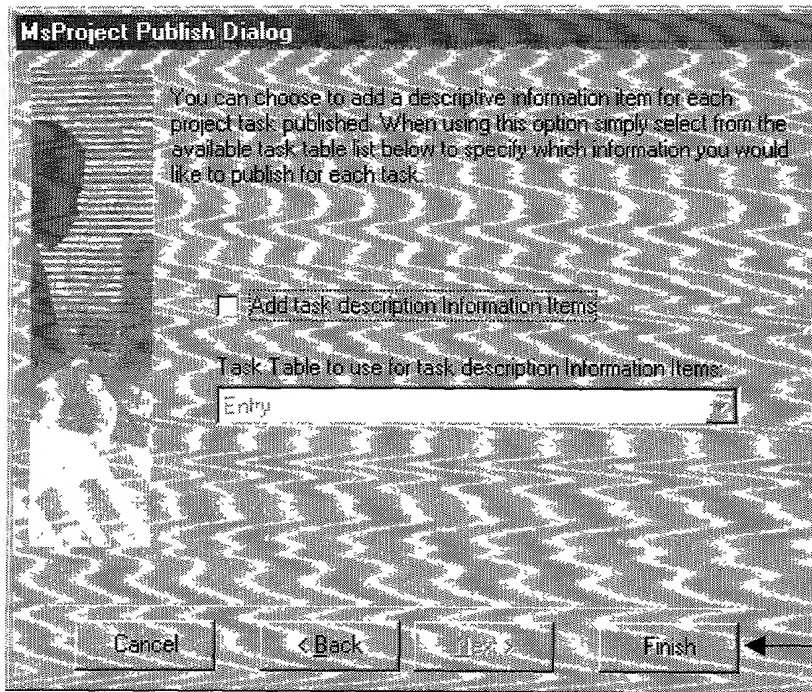 MsProject Publish Dialog
You can choose to add a descriptive information item for each
project task published. When using this option simply select from the
available task table list below to specify which information you would
like to publish for each task.
Add task description Information Items
Task Table to use for task description Information Items:
Entry
Cancel
< Back
Next >
Finish